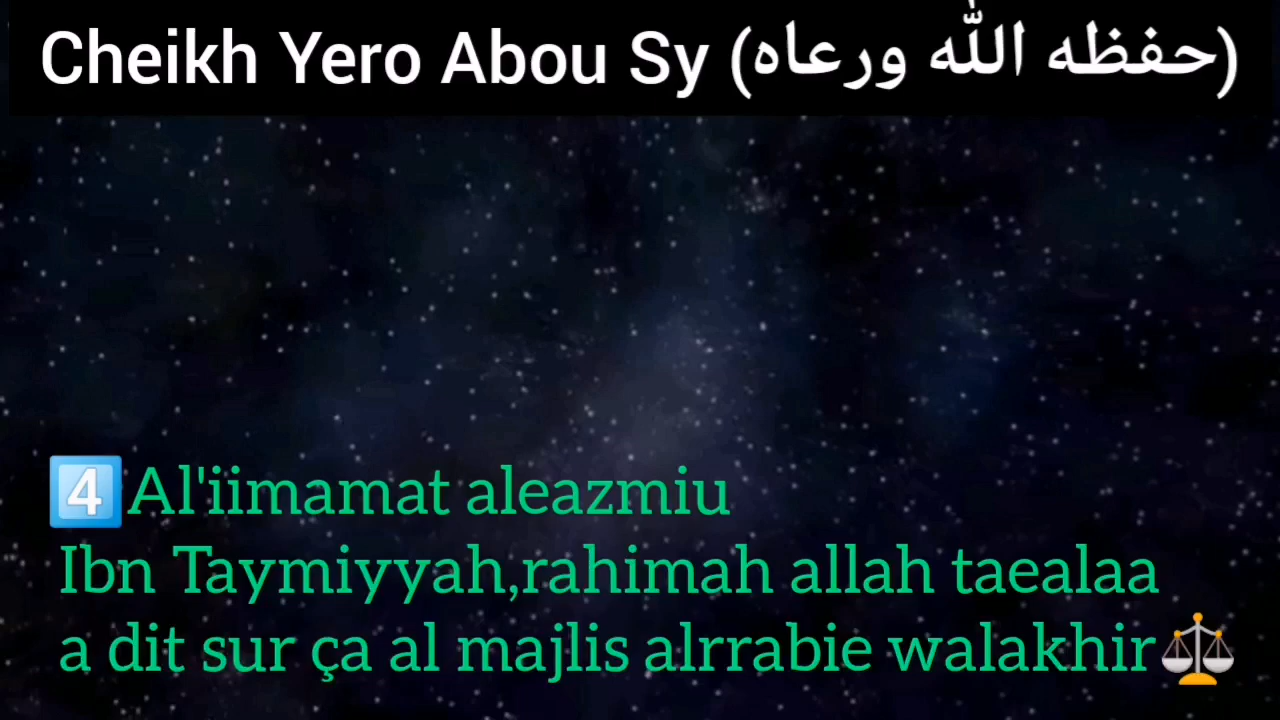 Cheikh Yero Abou Sy (حفظه الله ورعاه)
4️⃣Al'iimamat aleazmiu
Ibn Taymiyyah,rahimah allah taealaa
a dit sur ça al majlis alrrabie walakhir⚖️